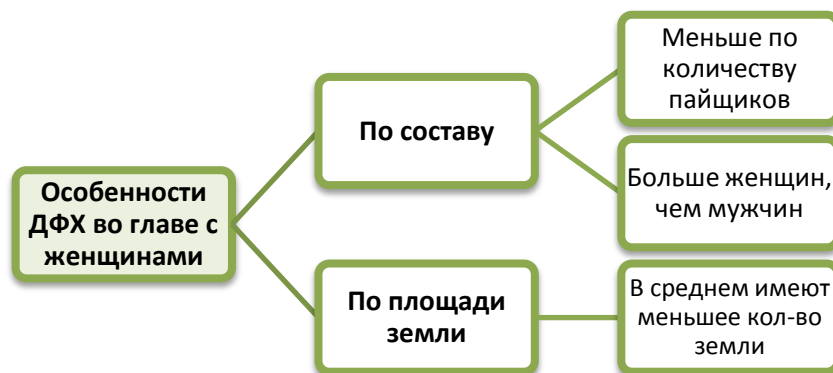 Особенности
ДФХ во главе с
женщинами
По составу
Меньше по
количеству
пайщиков
Больше женщин,
чем мужчин
По площади
земли
В среднем имеют
меньшее кол-во
земли